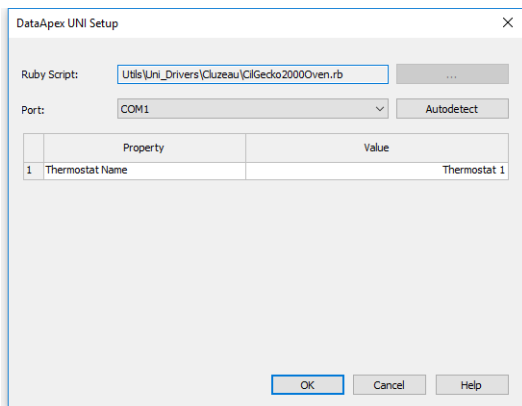 DataApex UNI Setup
Ruby Script: Utils\Uni_Drivers\Cluzeau\CilGecko2000Oven.rb ...
Port: COM1 Autodetect
Property Value
1 Thermostat Name Thermostat 1
OK Cancel Help